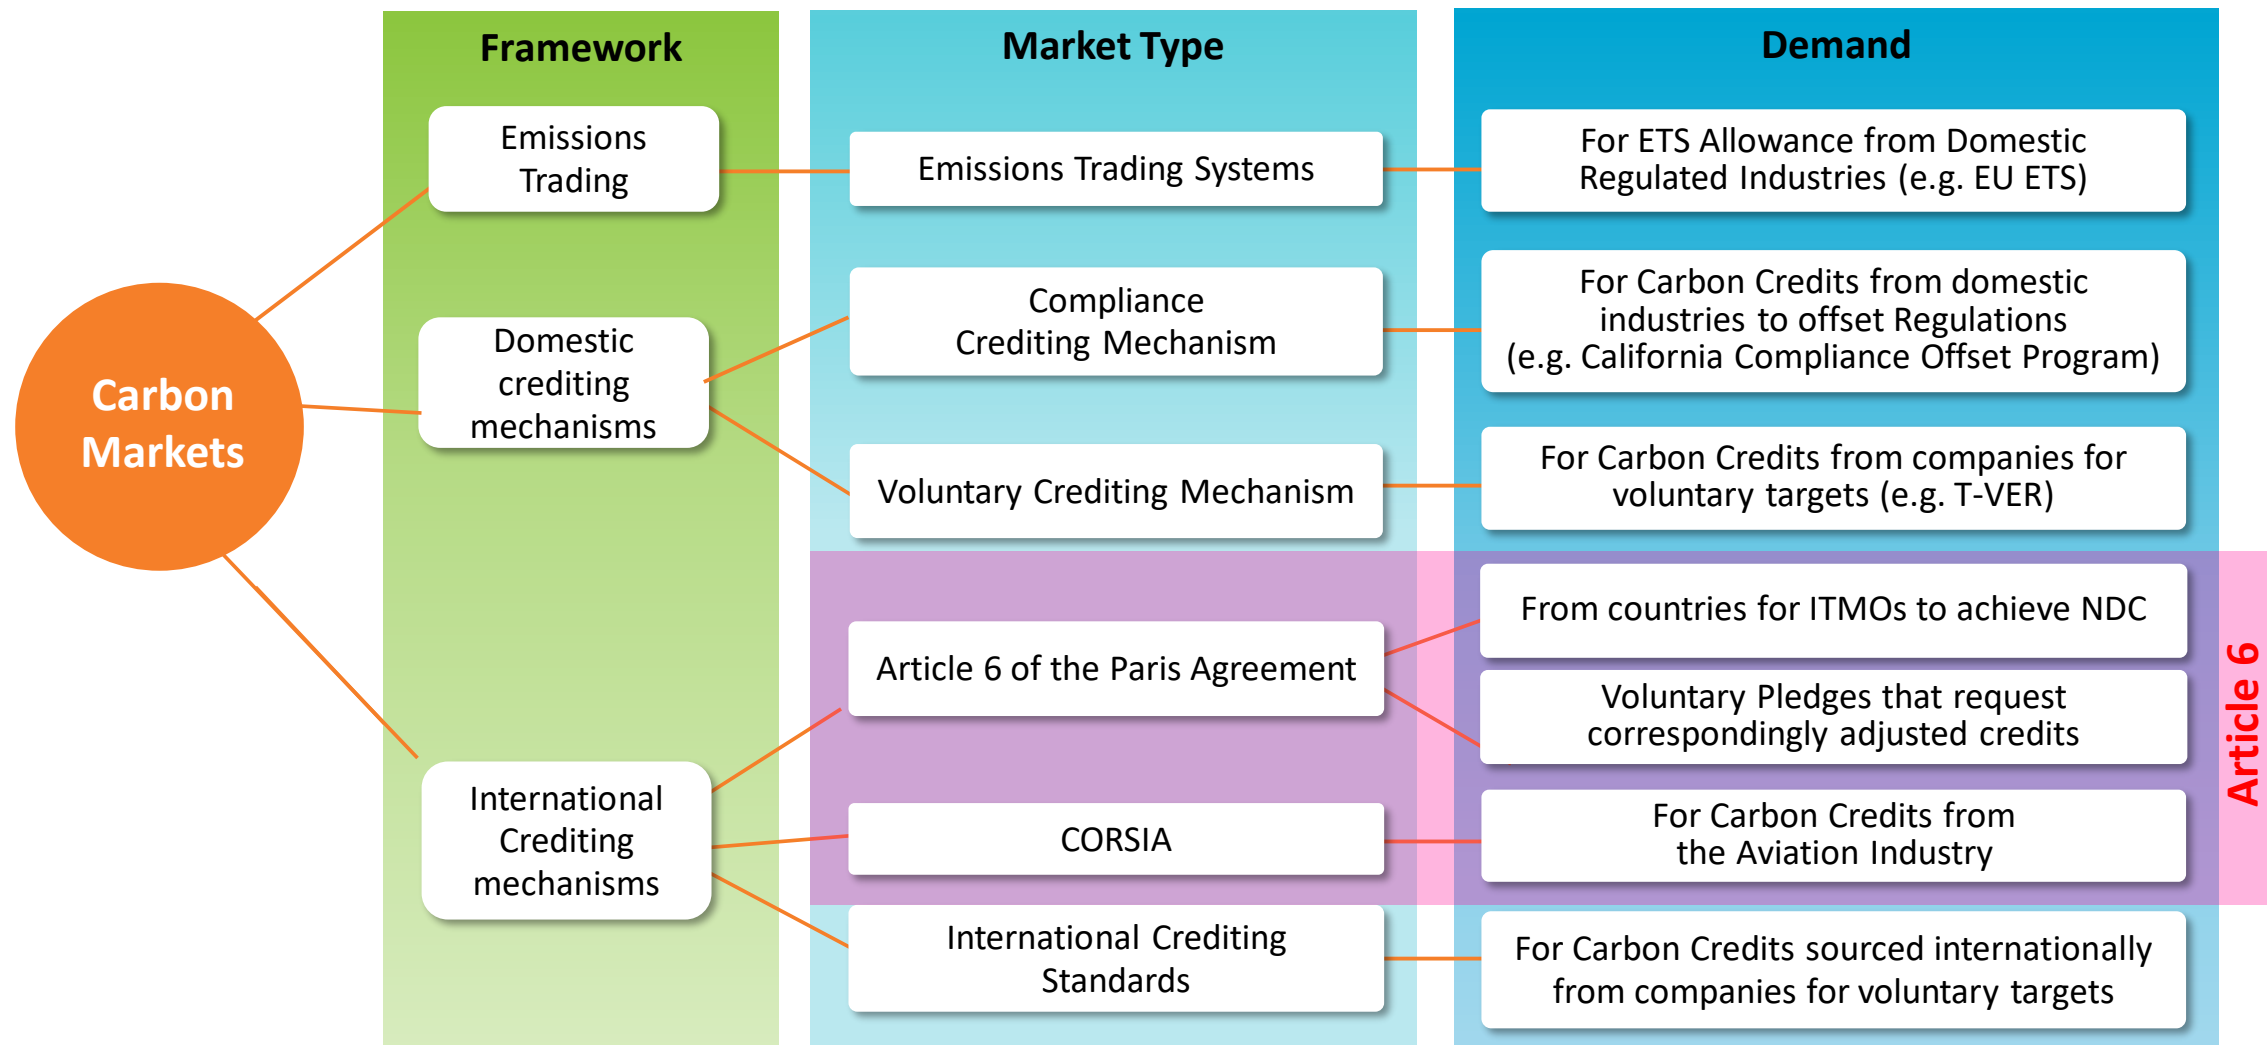 Framework
Market Type
Demand
Carbon
Markets
Emissions
Trading
Emissions Trading Systems
For ETS Allowance from Domestic
Regulated Industries (e.g. EU ETS)
Domestic
crediting
mechanisms
Compliance
Crediting Mechanism
For Carbon Credits from domestic
industries to offset Regulations
(e.g. California Compliance Offset Program)
Voluntary Crediting Mechanism
For Carbon Credits from companies for
voluntary targets (e.g. T-VER)
International
Crediting
mechanisms
Article 6 of the Paris Agreement
From countries for ITMOs to achieve NDC
Voluntary Pledges that request
correspondingly adjusted credits
CORSIA
For Carbon Credits from
the Aviation Industry
International Crediting
Standards
For Carbon Credits sourced internationally
from companies for voluntary targets
Article 6